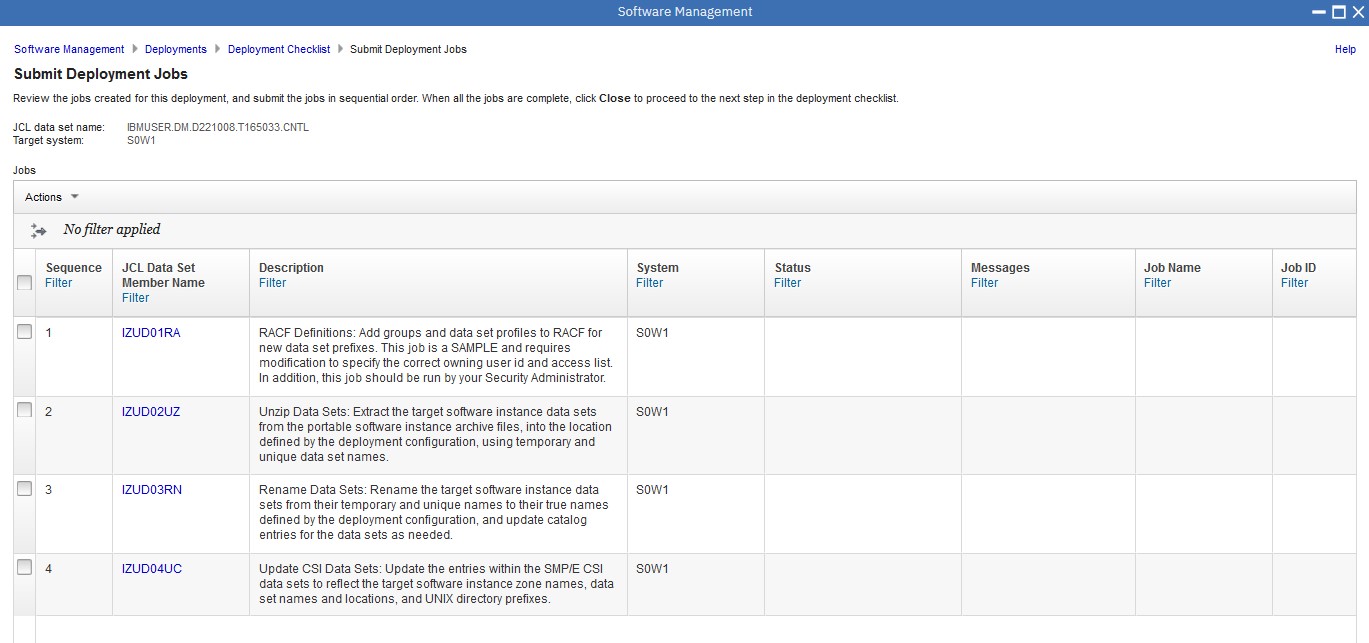 Software Management
Software Management Deployments Deployment Checklist Submit Deployment Jobs Help
Submit Deployment Jobs
Review the jobs created for this deployment, and submit the jobs in sequential order. When all the jobs are complete, click Close to proceed to the next step in the deployment checklist.
JCL data set name: IBMUSER.DM.D221008.T165033.CNTL
Target system: S0W1
Jobs
Actions
No filter applied
Sequence
Filter
JCL Data Set
Member Name
Filter
Description
Filter
System
Filter
Status
Filter
Messages
Filter
Job Name
Filter
Job ID
Filter
1
IZUD01RA
RACF Definitions: Add groups and data set profiles to RACF for
new data set prefixes. This job is a SAMPLE and requires
modification to specify the correct owning user id and access list.
In addition, this job should be run by your Security Administrator.
S0W1
2
IZUD02UZ
Unzip Data Sets: Extract the target software instance data sets
from the portable software instance archive files, into the location
defined by the deployment configuration, using temporary and
unique data set names.
S0W1
3
IZUD03RN
Rename Data Sets: Rename the target software instance data
sets from their temporary and unique names to their true names
defined by the deployment configuration, and update catalog
entries for the data sets as needed.
S0W1
4
IZUD04UC
Update CSI Data Sets: Update the entries within the SMP/E CSI
data sets to reflect the target software instance zone names, data
set names and locations, and UNIX directory prefixes.
S0W1